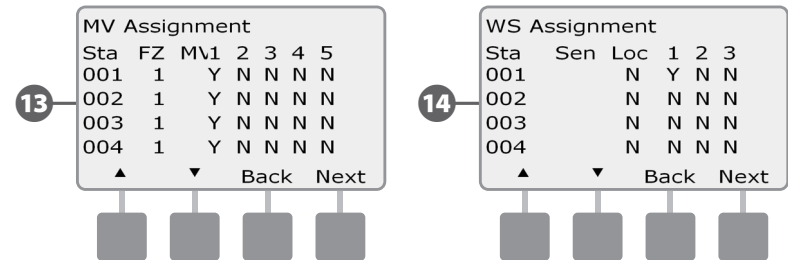 13
MV Assignment
Sta FZ MV1 2 3 4 5
001 1 Y N N N N
002 1 Y N N N N
003 1 Y N N N N
004 1 Y N N N N
▲ ▼ Back Next
14
WS Assignment
Sta Sen Loc 1 2 3
001 N Y N N
002 N N N N
003 N N N N
004 N N N N
▲ ▼ Back Next